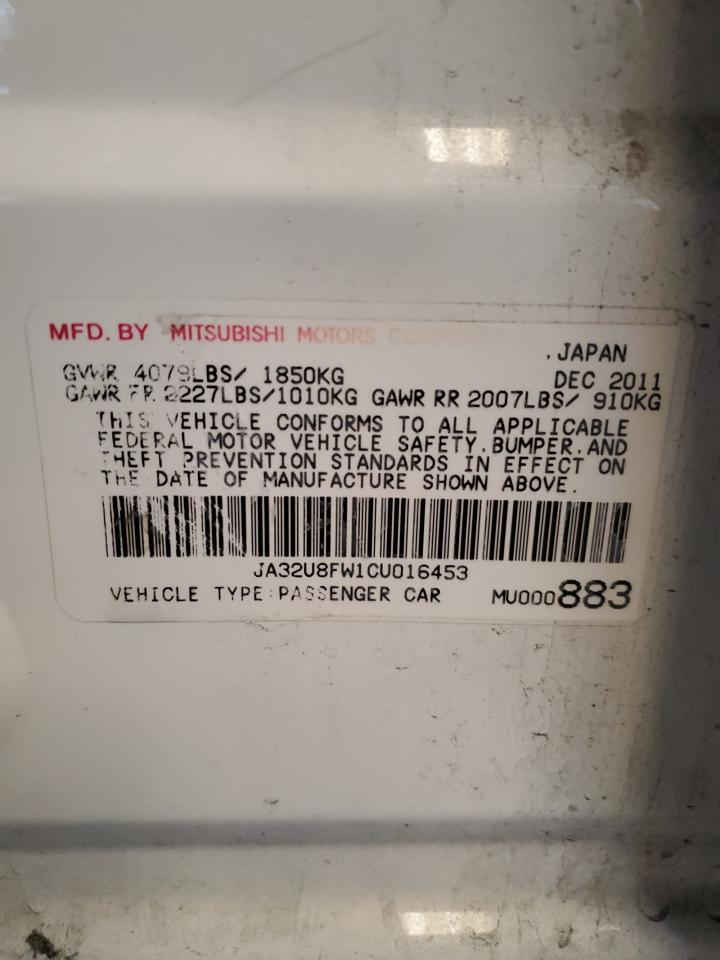 MFD. BY MITSUBISHI MOTORS CORPORATION, JAPAN
GVWR 4079LBS/ 1850KG DEC 2011
GAWR FR 2227LBS/1010KG GAWR RR 2007LBS/ 910KG
THIS VEHICLE CONFORMS TO ALL APPLICABLE
FEDERAL MOTOR VEHICLE SAFETY, BUMPER, AND
THEFT PREVENTION STANDARDS IN EFFECT ON
THE DATE OF MANUFACTURE SHOWN ABOVE.
JA32U8FW1CU016453
VEHICLE TYPE:PASSENGER CAR MU000883